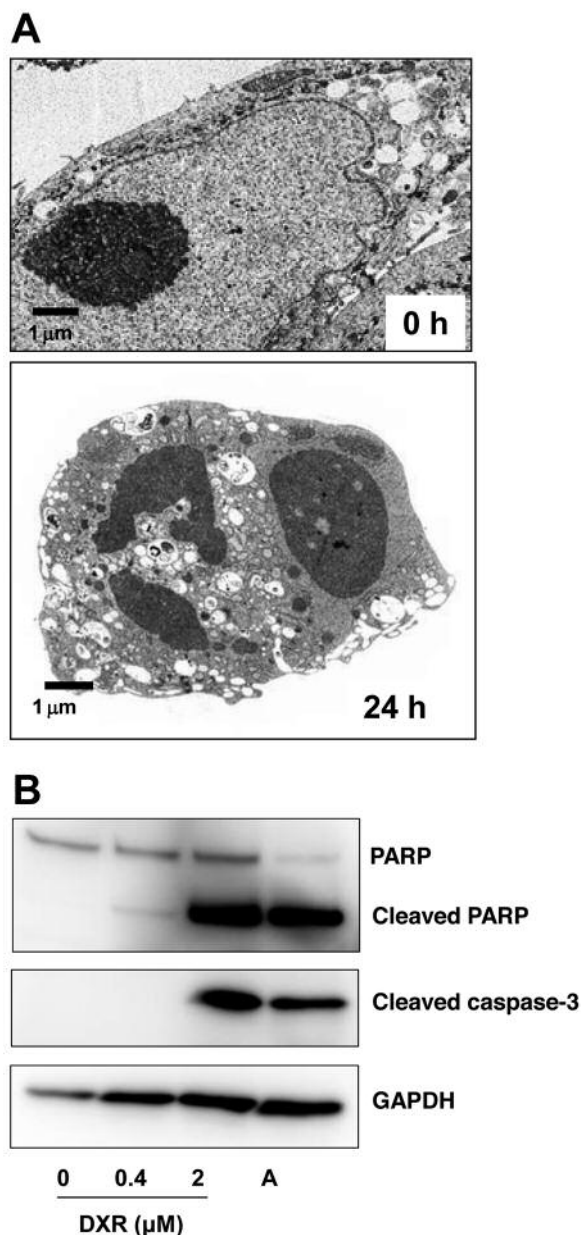 A
1 µm
0 h
1 µm
24 h
B
PARP
Cleaved PARP
Cleaved caspase-3
GAPDH
0 0.4 2 A
DXR (µM)